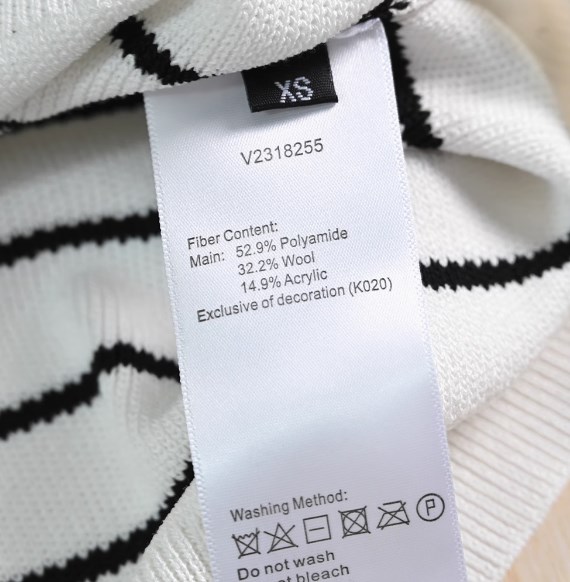 XS
V2318255
Fiber Content:
Main: 52.9% Polyamide
32.2% Wool
14.9% Acrylic
Exclusive of decoration (K020)
Washing Method:
P
Do not wash
bleach